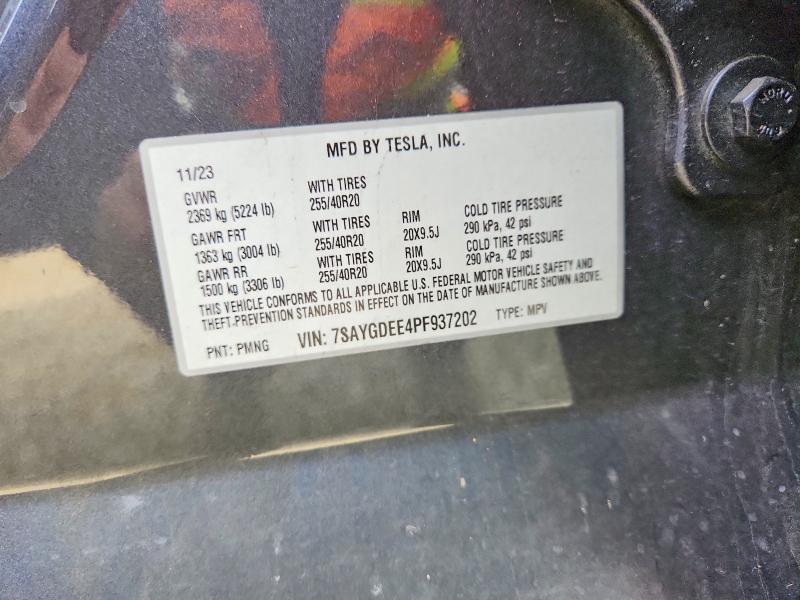 MFD BY TESLA, INC.
11/23
GVWR WITH TIRES
2369 kg (5224 lb) 255/40R20
GAWR FRT WITH TIRES RIM COLD TIRE PRESSURE
1363 kg (3004 lb) 255/40R20 20X9.5J 290 kPa, 42 psi
GAWR RR WITH TIRES RIM COLD TIRE PRESSURE
1500 kg (3306 lb) 255/40R20 20X9.5J 290 kPa, 42 psi
THIS VEHICLE CONFORMS TO ALL APPLICABLE U.S. FEDERAL MOTOR VEHICLE SAFETY AND
THEFT-PREVENTION STANDARDS IN EFFECT ON THE DATE OF MANUFACTURE SHOWN ABOVE.
PNT: PMNG VIN: 7SAYGDEE4PF937202 TYPE: MPV